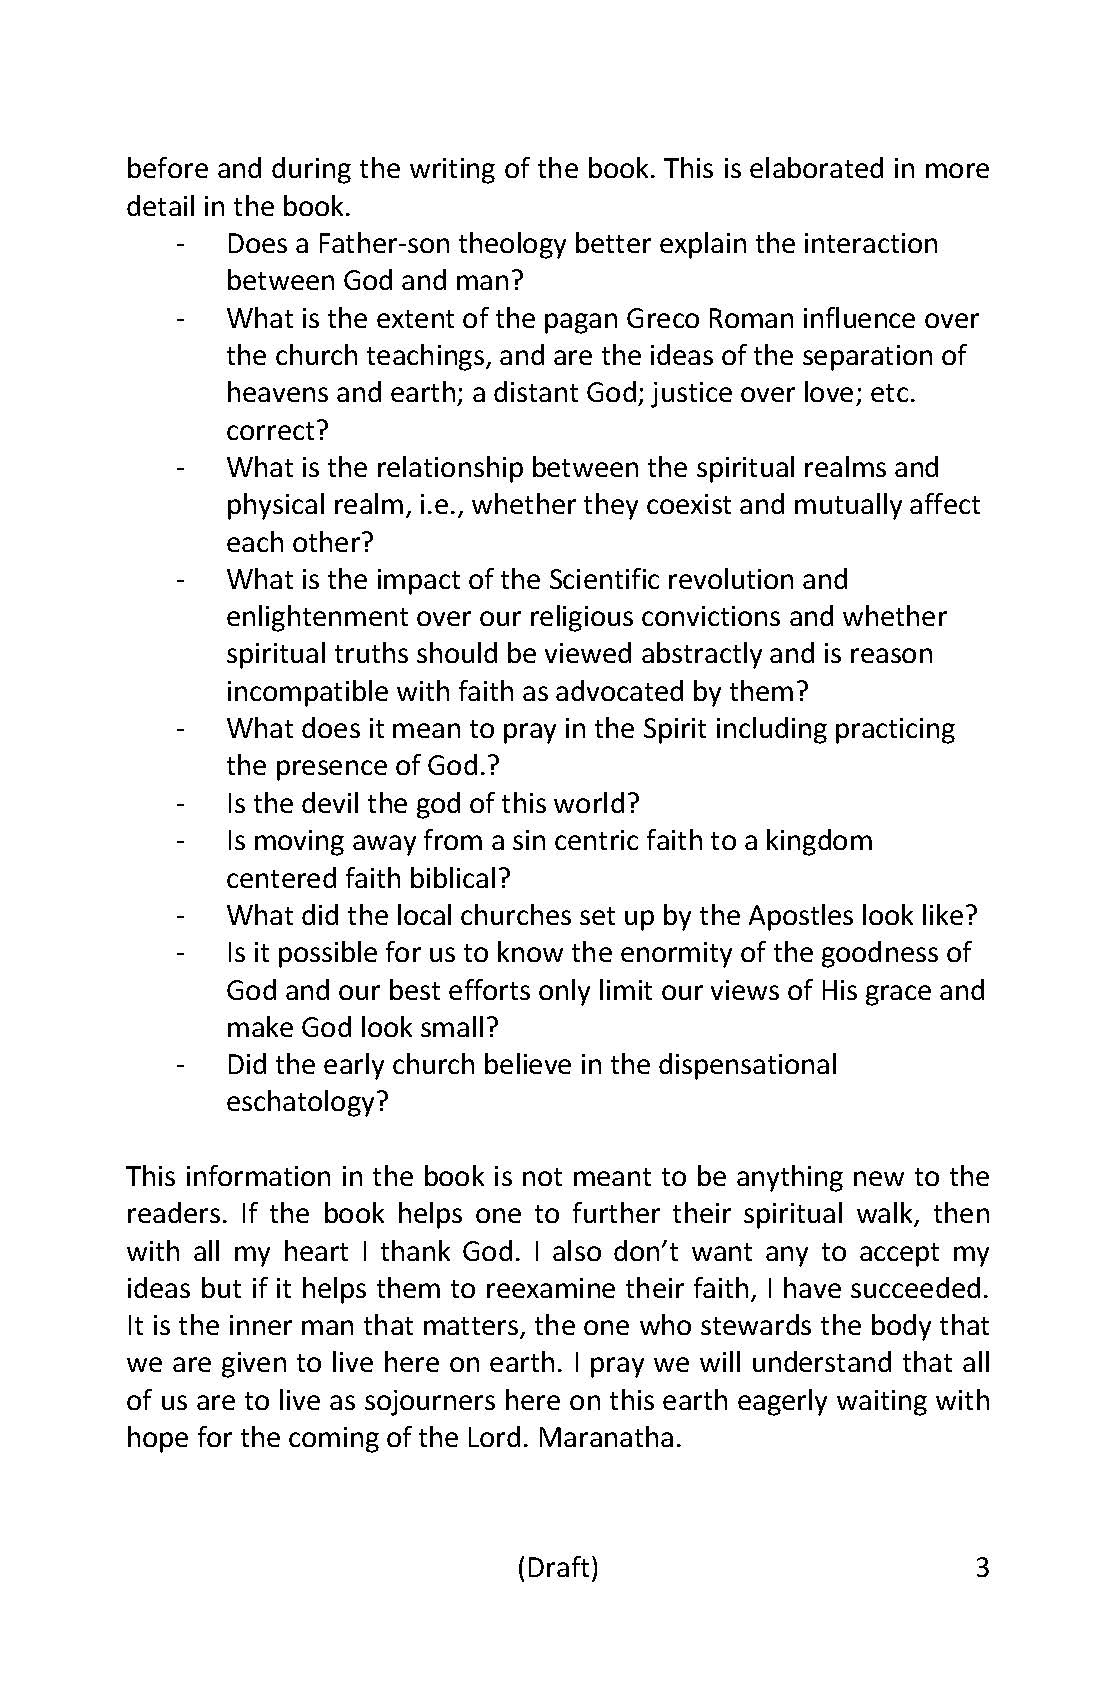 before and during the writing of the book. This is elaborated in more
detail in the book.
- Does a Father-son theology better explain the interaction
between God and man?
- What is the extent of the pagan Greco Roman influence over
the church teachings, and are the ideas of the separation of
heavens and earth; a distant God; justice over love; etc.
correct?
- What is the relationship between the spiritual realms and
physical realm, i.e., whether they coexist and mutually affect
each other?
- What is the impact of the Scientific revolution and
enlightenment over our religious convictions and whether
spiritual truths should be viewed abstractly and is reason
incompatible with faith as advocated by them?
- What does it mean to pray in the Spirit including practicing
the presence of God.?
- Is the devil the god of this world?
- Is moving away from a sin centric faith to a kingdom
centered faith biblical?
- What did the local churches set up by the Apostles look like?
- Is it possible for us to know the enormity of the goodness of
God and our best efforts only limit our views of His grace and
make God look small?
- Did the early church believe in the dispensational
eschatology?
This information in the book is not meant to be anything new to the
readers. If the book helps one to further their spiritual walk, then
with all my heart I thank God. I also don’t want any to accept my
ideas but if it helps them to reexamine their faith, I have succeeded.
It is the inner man that matters, the one who stewards the body that
we are given to live here on earth. I pray we will understand that all
of us are to live as sojourners here on this earth eagerly waiting with
hope for the coming of the Lord. Maranatha.
(Draft) 3